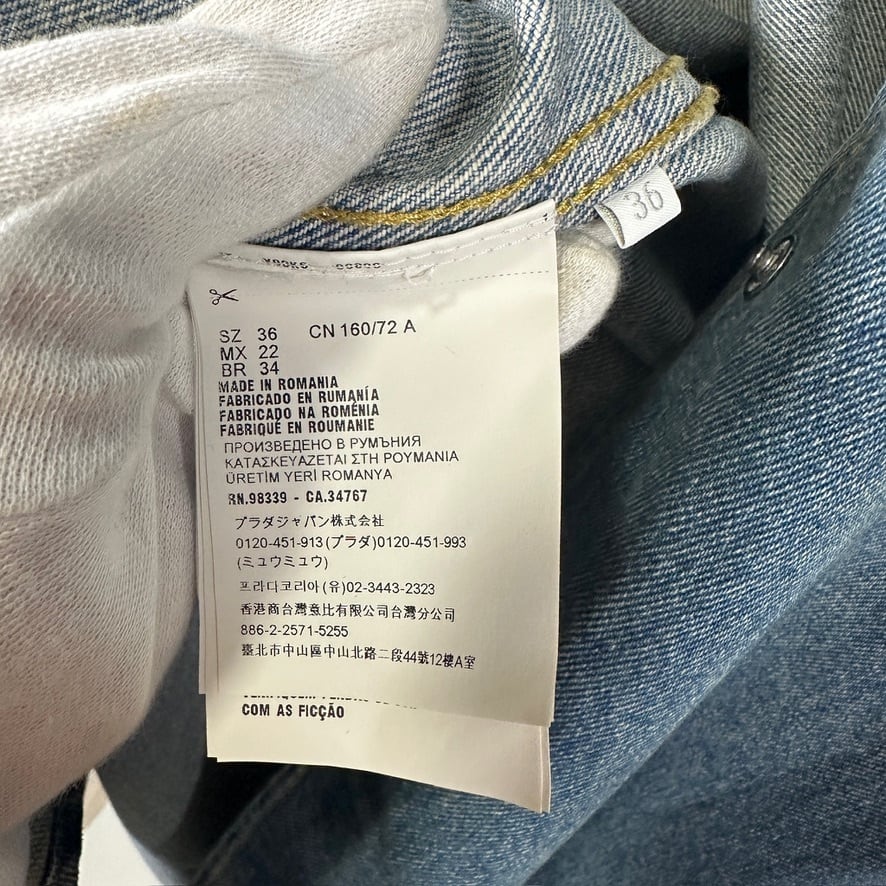 36
SZ 36 CN 160/72 A
MX 22
BR 34
MADE IN ROMANIA
FABRICADO EN RUMANÍA
FABRICADO NA ROMÉNIA
FABRIQUÉ EN ROUMANIE
ПРОИЗВЕДЕНО В РУМЪНИЯ
ΚΑΤΑΣΚΕΥΑΖΕΤΑΙ ΣΤΗ ΡΟΥΜΑΝΙΑ
ÜRETİM YERİ ROMANYA
RN.98339 - CA.34767
プラダジャパン株式会社
0120-451-913(プラダ)0120-451-993
(ミュウミュウ)
프라다코리아(유)02-3443-2323
香港商台灣意比有限公司台灣分公司
886-2-2571-5255
臺北市中山區中山北路二段44號12樓A室
COM AS FICÇÃO